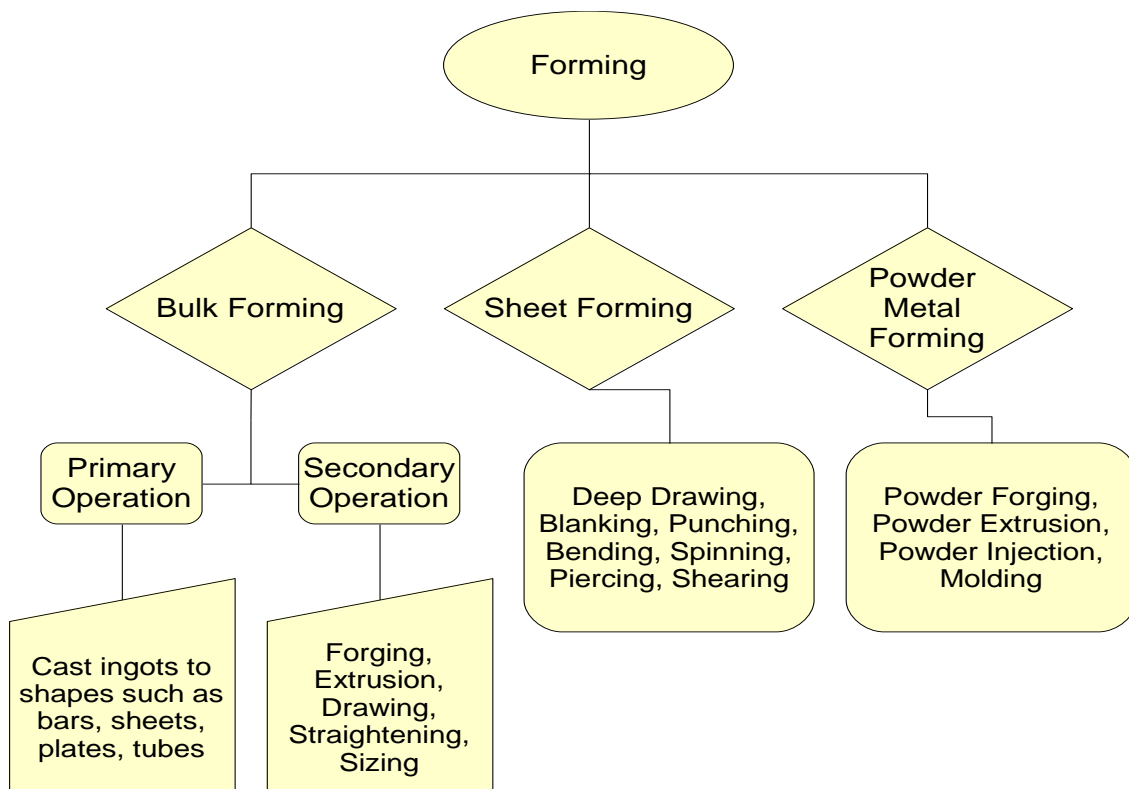 Forming
Bulk Forming
Sheet Forming
Powder
Metal
Forming
Primary
Operation
Secondary
Operation
Deep Drawing,
Blanking, Punching,
Bending, Spinning,
Piercing, Shearing
Powder Forging,
Powder Extrusion,
Powder Injection,
Molding
Cast ingots to
shapes such as
bars, sheets,
plates, tubes
Forging,
Extrusion,
Drawing,
Straightening,
Sizing